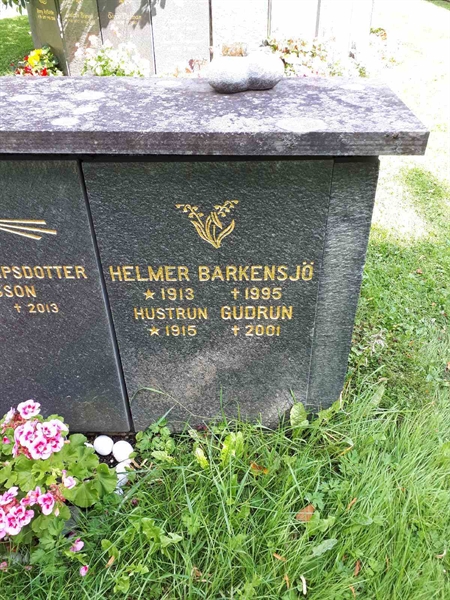 PSDOTTER
SSON
✝ 2013
HELMER BARKENSJÖ
★ 1913 ✝ 1995
HUSTRUN GUDRUN
★ 1915 ✝ 2001